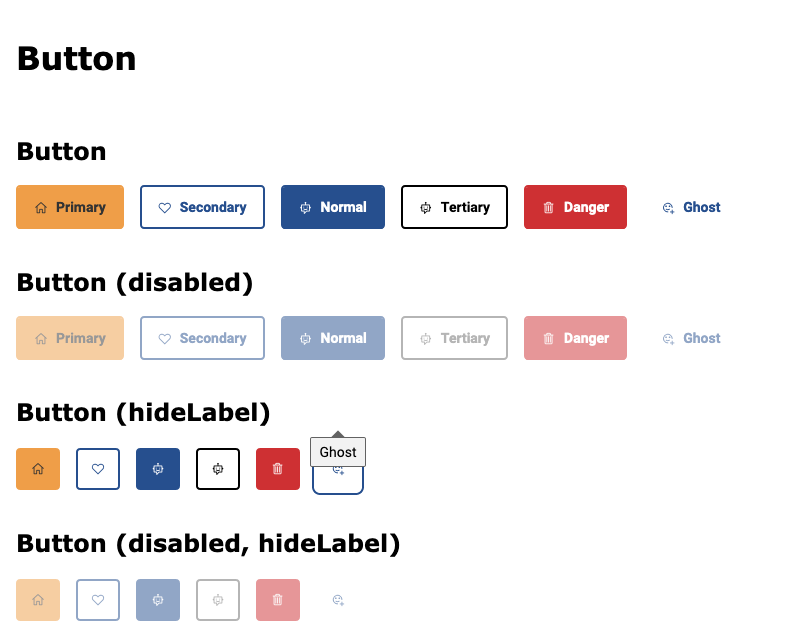 Button
Button
Primary Secondary Normal Tertiary Danger Ghost
Button (disabled)
Primary Secondary Normal Tertiary Danger Ghost
Button (hideLabel)
Ghost
Button (disabled, hideLabel)